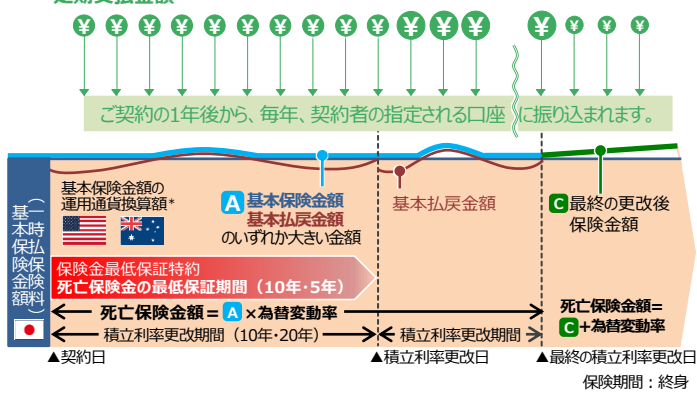 定期支払金額
¥ ¥ ¥ ¥ ¥ ¥ ¥ ¥ ¥ ¥ ¥ ¥ ¥ ¥ ¥ ¥ ¥
ご契約の1年後から、毎年、契約者の指定される口座に振り込まれます。
基本保険金額
(一時払保険料)
基本保険金額の
運用通貨換算額*
A 基本保険金額
基本払戻金額
のいずれか大きい金額
基本払戻金額
C 最終の更改後
保険金額
保険金最低保証特約
死亡保険金の最低保証期間(10年・5年)
死亡保険金額= A ×為替変動率
死亡保険金額=
C +為替変動率
積立利率更改期間(10年・20年)
積立利率更改期間
▲契約日
▲積立利率更改日
▲最終の積立利率更改日
保険期間:終身